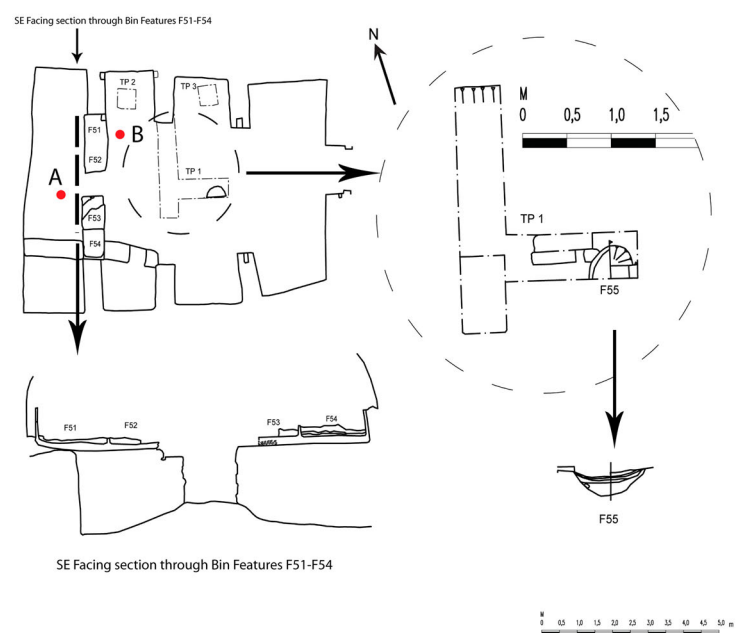 SE Facing section through Bin Features F51-F54
N
TP 2
TP 3
M
0 0,5 1,0 1,5
F51
B
F52
A
TP 1
F53
F54
TP 1
F55
F51
F52
F53
F54
F55
SE Facing section through Bin Features F51-F54
M
0 0,5 1,0 1,5 2,0 2,5 3,0 3,5 4,0 4,5 5,0 m